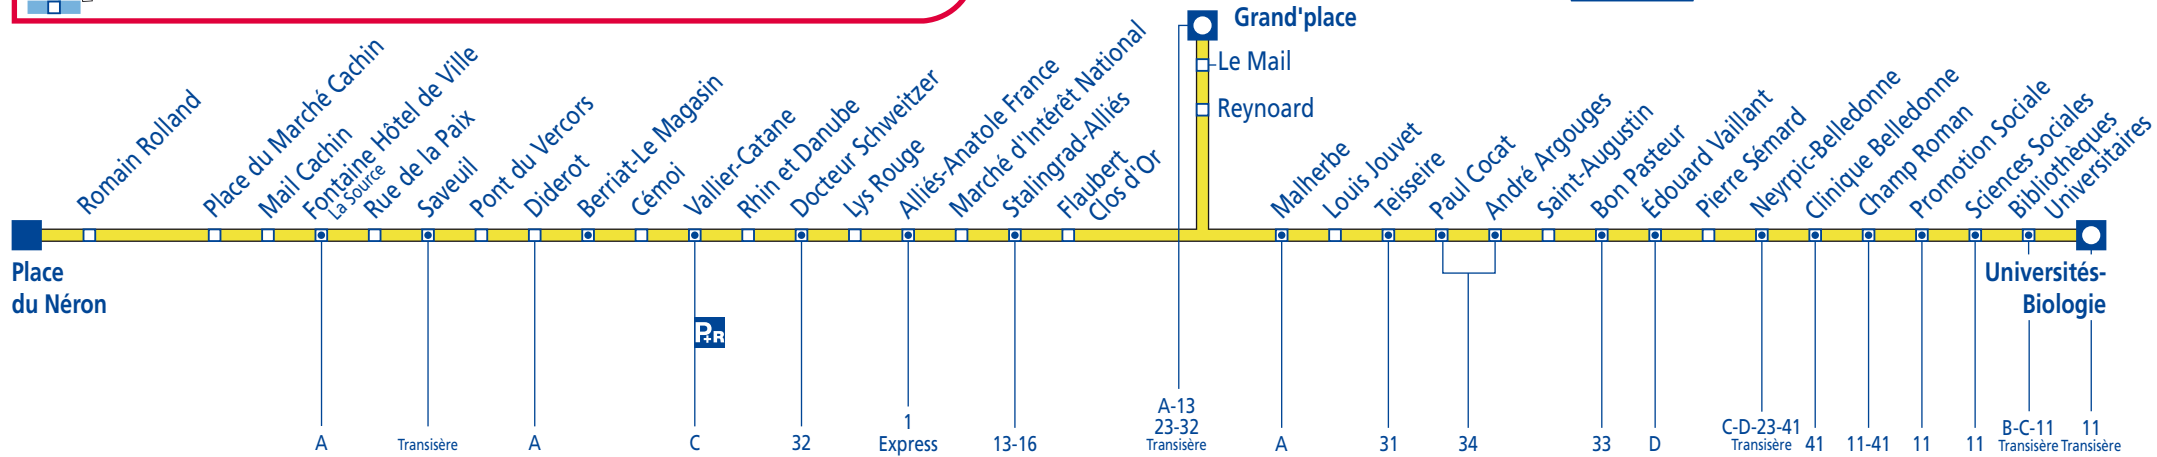 Grand'place
Le Mail
Reynoard
Romain Rolland
Place du Marché Cachin
Mail Cachin
Fontaine Hôtel de Ville
La Source
Rue de la Paix
Saveuil
Pont du Vercors
Diderot
Berriat-Le Magasin
Cémoi
Vallier-Catane
Rhin et Danube
Docteur Schweitzer
Lys Rouge
Alliés-Anatole France
Marché d'Intérêt National
Stalingrad-Alliés
Flaubert
Clos d'Or
Malherbe
Louis Jouvet
Teisseire
Paul Cocat
André Argouges
Saint-Augustin
Bon Pasteur
Édouard Vaillant
Pierre Sémard
Neyrpic-Belledonne
Clinique Belledonne
Champ Roman
Promotion Sociale
Sciences Sociales
Bibliothèques
Universitaires
Place
du Néron
Universités-
Biologie
P+R
A
Transisère
A
C
32
1
Express
13-16
A-13
23-32
Transisère
A
31
34
33
D
C-D-23-41
Transisère
41
11-41
11
11
B-C-11
Transisère
11
Transisère